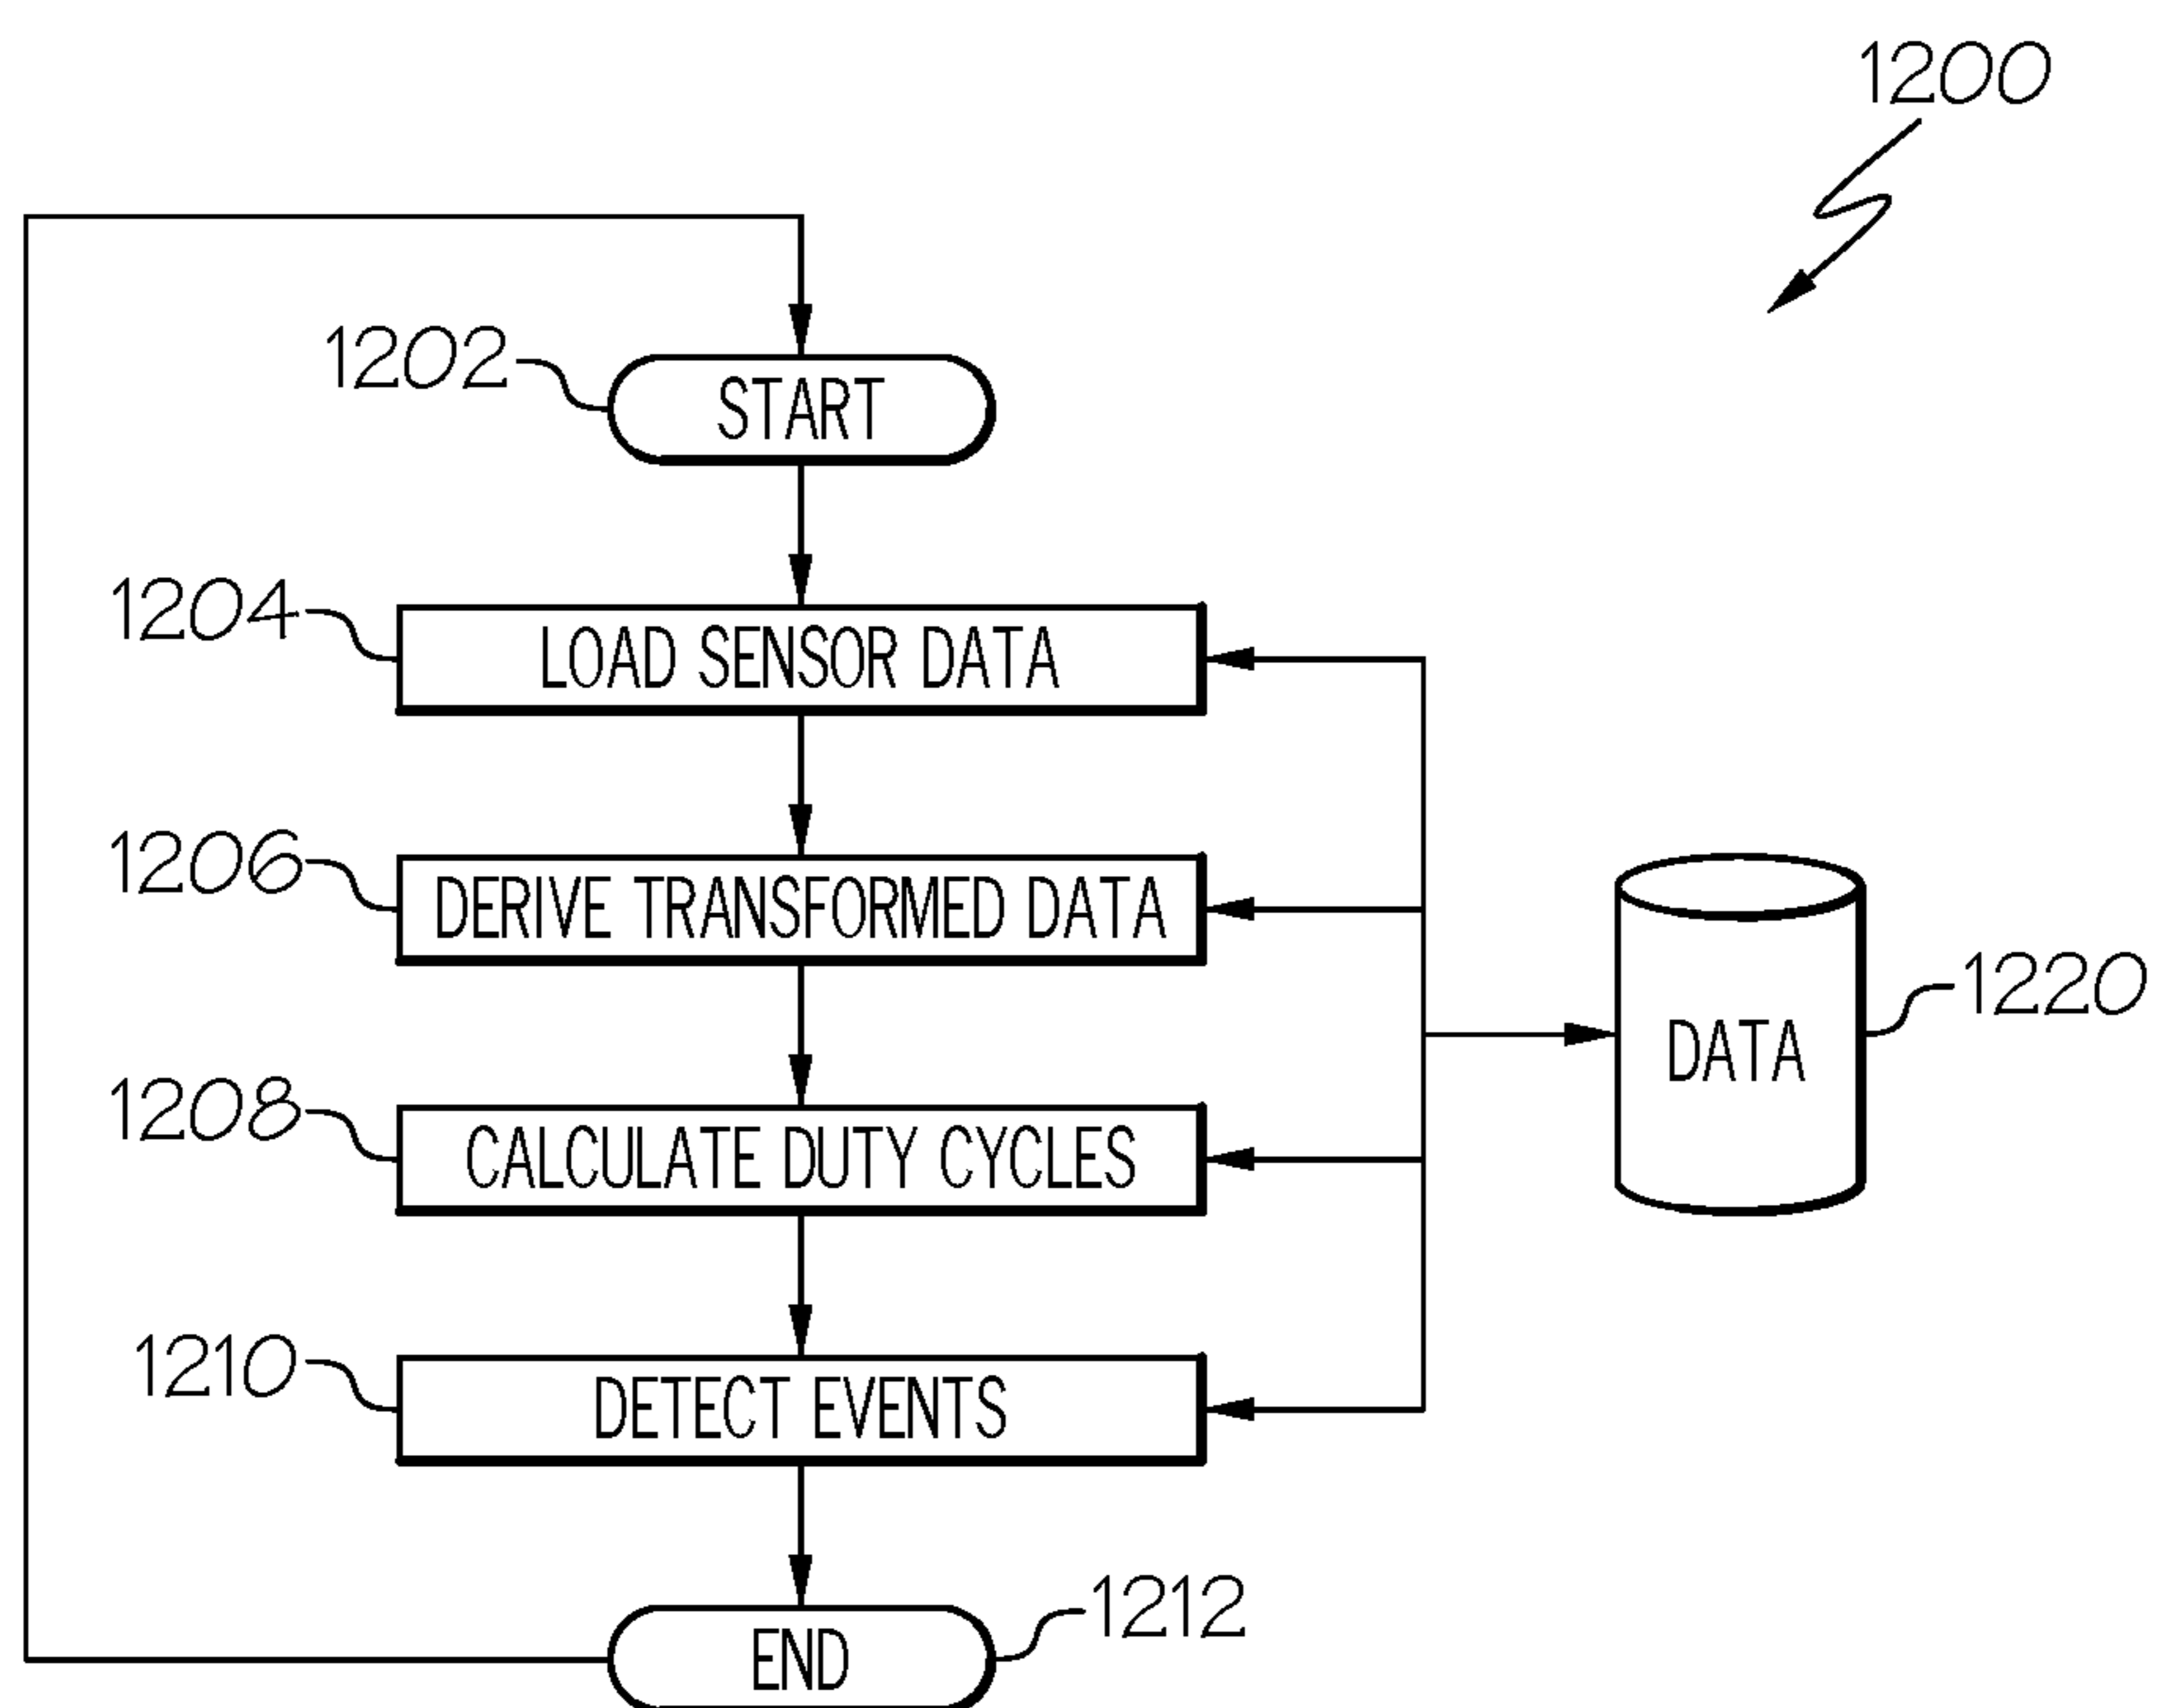 1200
1202
START
1204
LOAD SENSOR DATA
1206
DERIVE TRANSFORMED DATA
1208
CALCULATE DUTY CYCLES
DATA
1220
1210
DETECT EVENTS
1212
END